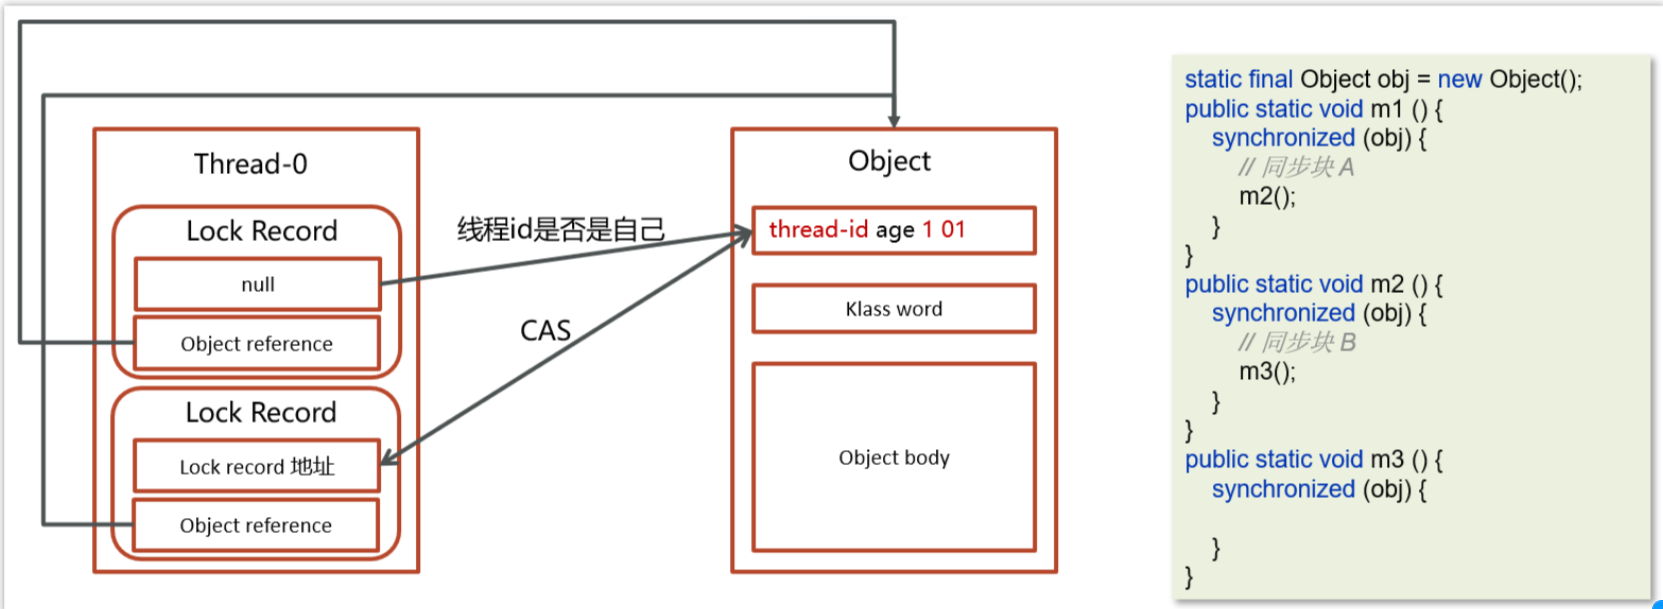 Thread-0
Lock Record
null
Object reference
Lock Record
Lock record 地址
Object reference
线程id是否是自己
CAS
Object
thread-id age 1 01
Klass word
Object body
static final Object obj = new Object();
public static void m1 () {
synchronized (obj) {
// 同步块 A
m2();
}
}
public static void m2 () {
synchronized (obj) {
// 同步块 B
m3();
}
}
public static void m3 () {
synchronized (obj) {
}
}